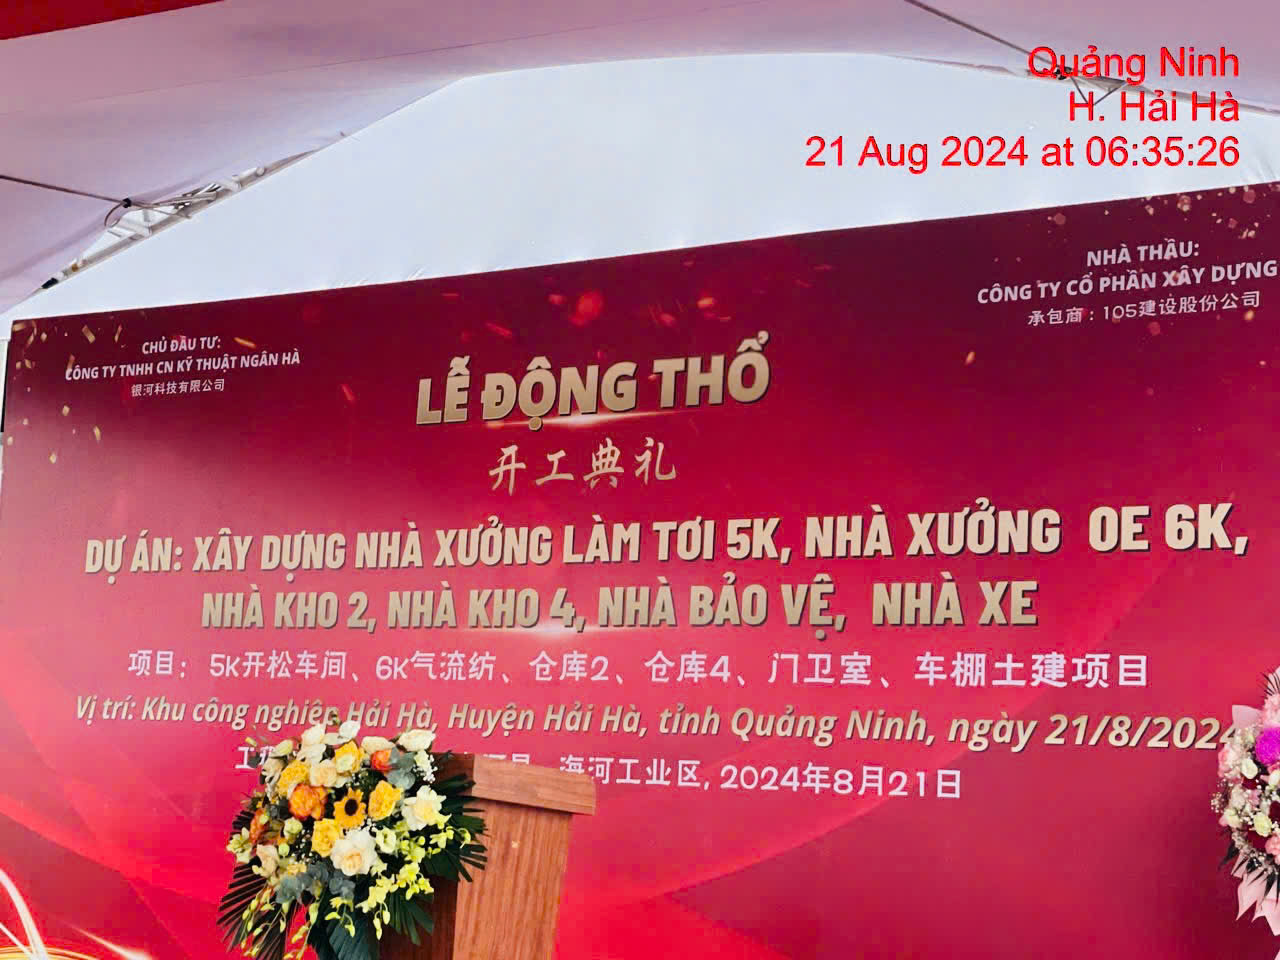 Quảng Ninh
H. Hải Hà
21 Aug 2024 at 06:35:26
CHỦ ĐẦU TƯ:
CÔNG TY TNHH CN KỸ THUẬT NGÂN HÀ
银河科技有限公司
NHÀ THẦU:
CÔNG TY CỔ PHẦN XÂY DỰNG
承包商：105建设股份公司
LỄ ĐỘNG THỔ
开工典礼
DỰ ÁN: XÂY DỰNG NHÀ XƯỞNG LÀM TƠI 5K, NHÀ XƯỞNG OE 6K,
NHÀ KHO 2, NHÀ KHO 4, NHÀ BẢO VỆ, NHÀ XE
项目：5K开松车间、6K气流纺、仓库2、仓库4、门卫室、车棚土建项目
Vị trí: Khu công nghiệp Hải Hà, Huyện Hải Hà, tỉnh Quảng Ninh, ngày 21/8/2024
海河工业区, 2024年8月21日